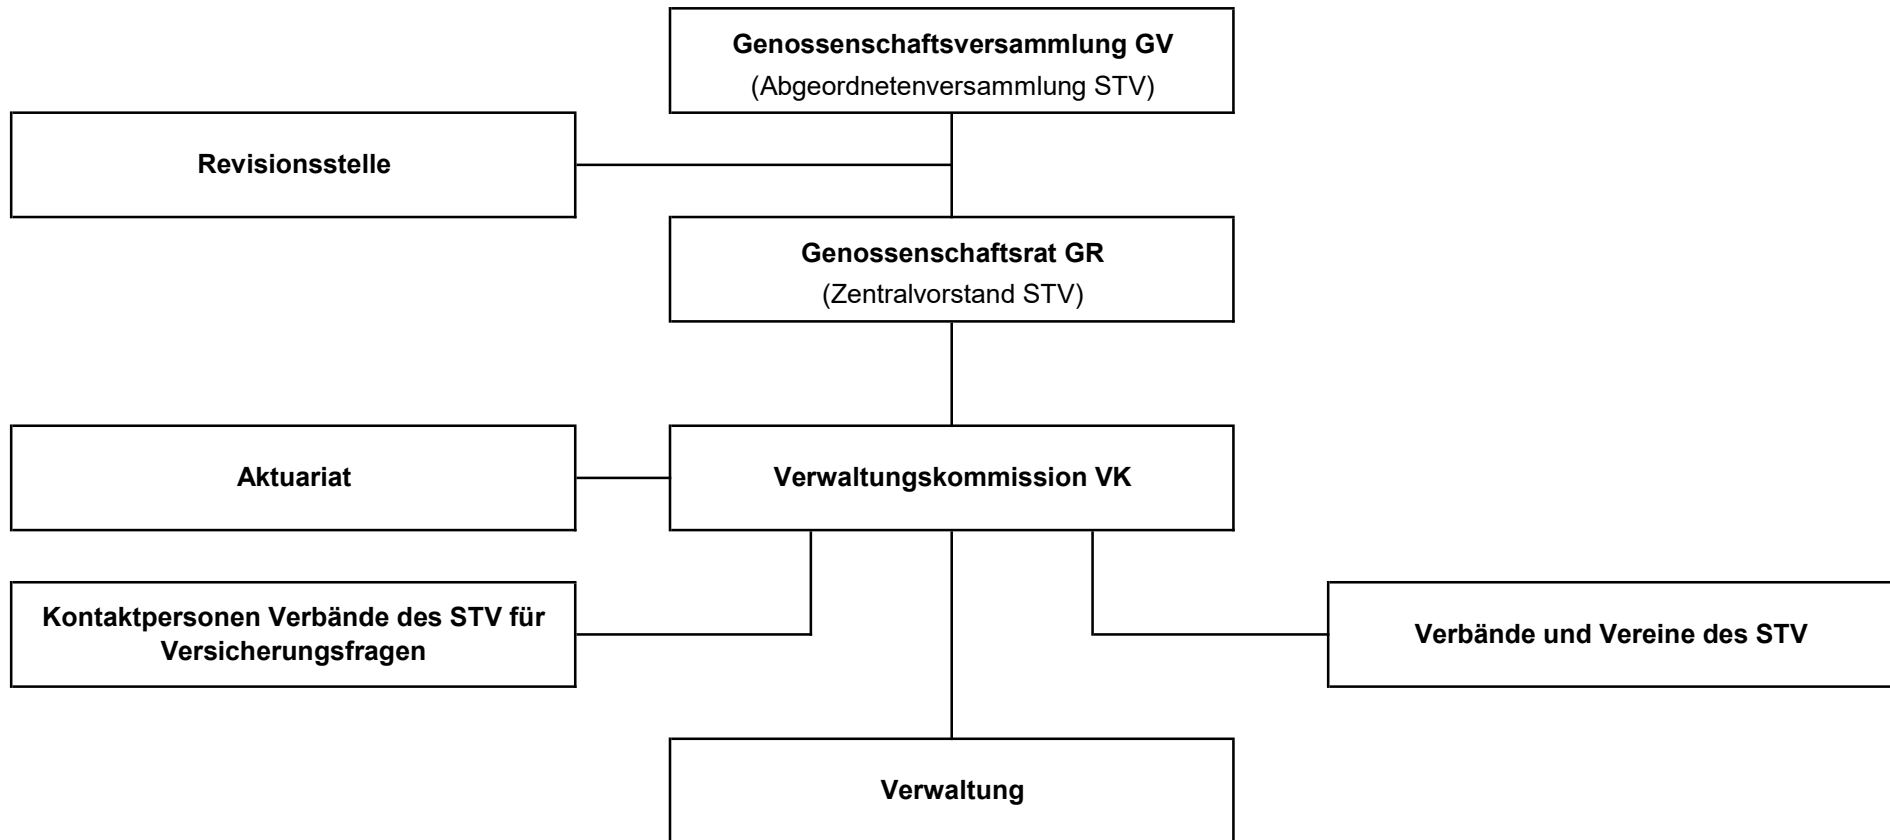 Genossenschaftsversammlung GV
(Abgeordnetenversammlung STV)
Revisionsstelle
Genossenschaftsrat GR
(Zentralvorstand STV)
Aktuariat
Verwaltungskommission VK
Kontaktpersonen Verbände des STV für
Versicherungsfragen
Verbände und Vereine des STV
Verwaltung